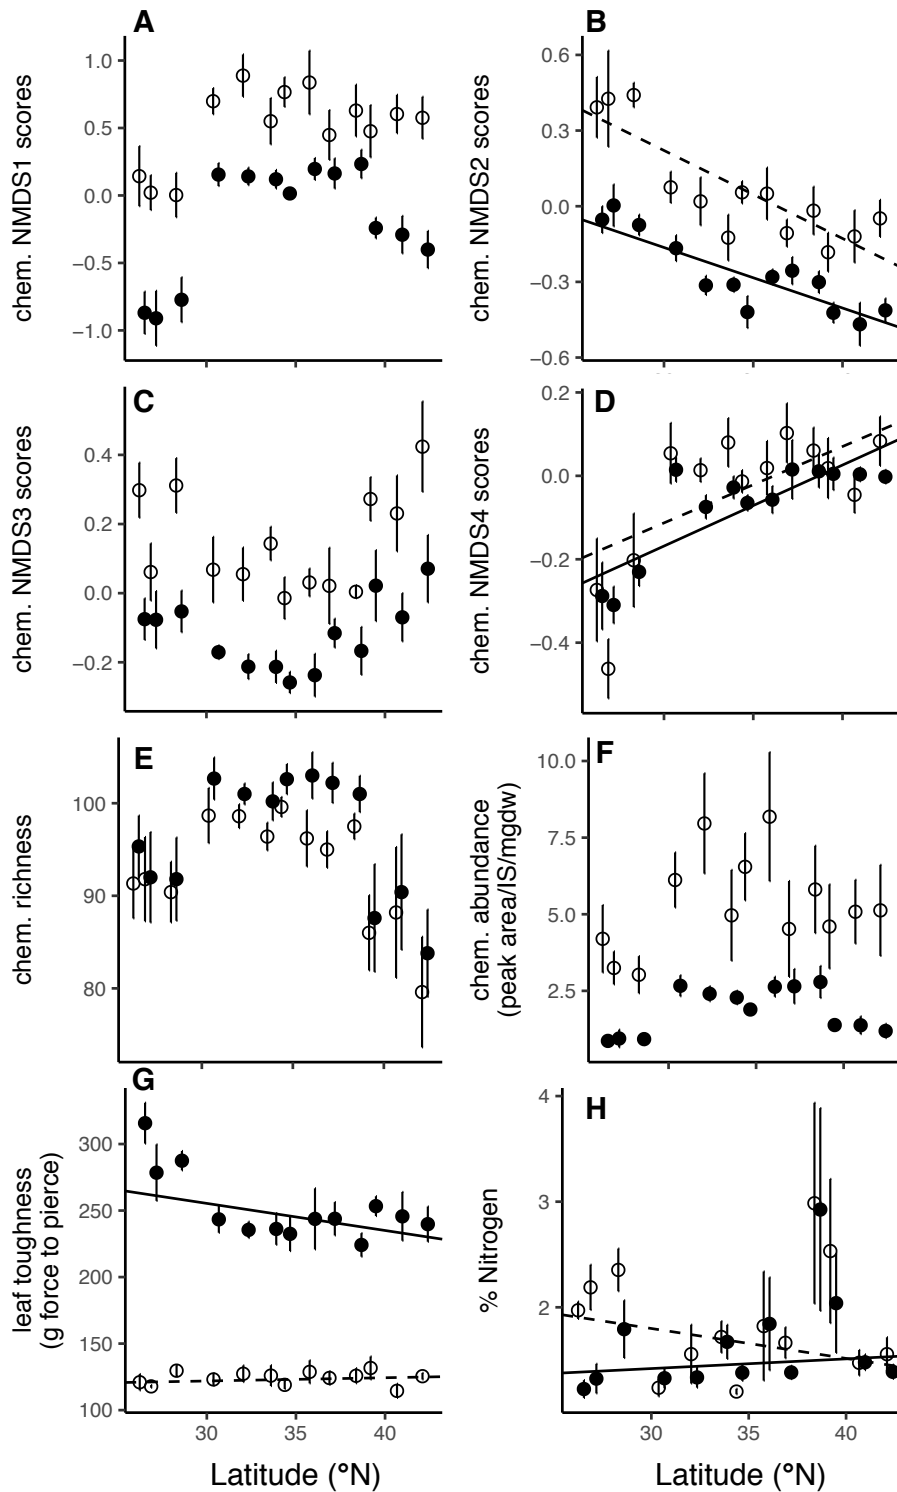 A
chem. NMDS1 scores
1.0
0.5
0.0
−0.5
−1.0
B
chem. NMDS2 scores
0.6
0.3
0.0
−0.3
−0.6
C
chem. NMDS3 scores
0.4
0.2
0.0
−0.2
D
chem. NMDS4 scores
0.2
0.0
−0.2
−0.4
E
chem. richness
100
90
80
F
chem. abundance
(peak area/IS/mgdw)
10.0
7.5
5.0
2.5
G
leaf toughness
(g force to pierce)
300
250
200
150
100
30 35 40
Latitude (°N)
H
% Nitrogen
4
3
2
30 35 40
Latitude (°N)